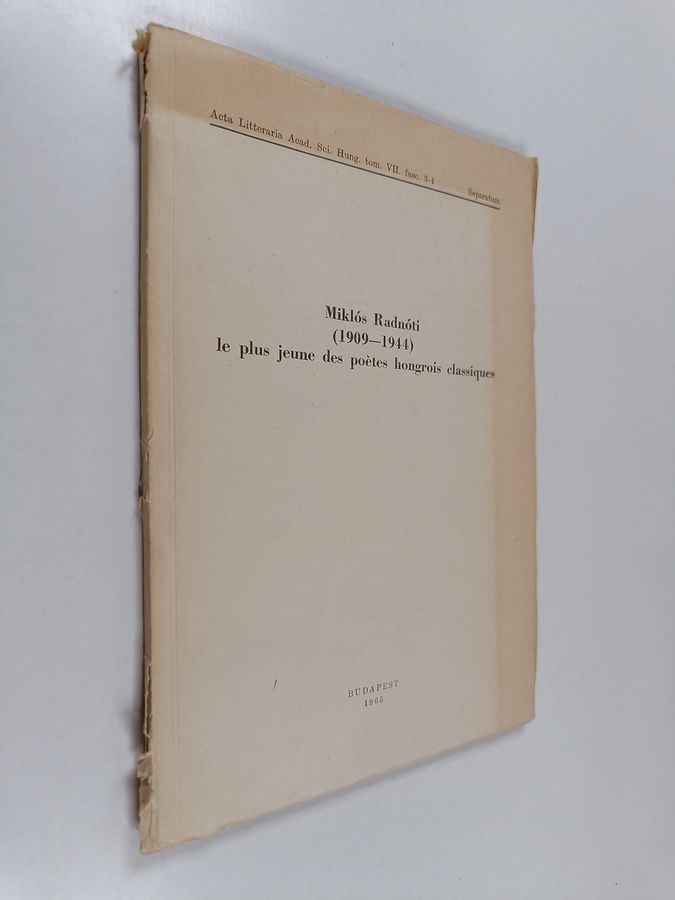 Acta Litteraria Acad. Sci. Hung. tom. VII. fasc. 3-4 Separatum
Miklós Radnóti
(1909—1944)
le plus jeune des poètes hongrois classiques
BUDAPEST
1965